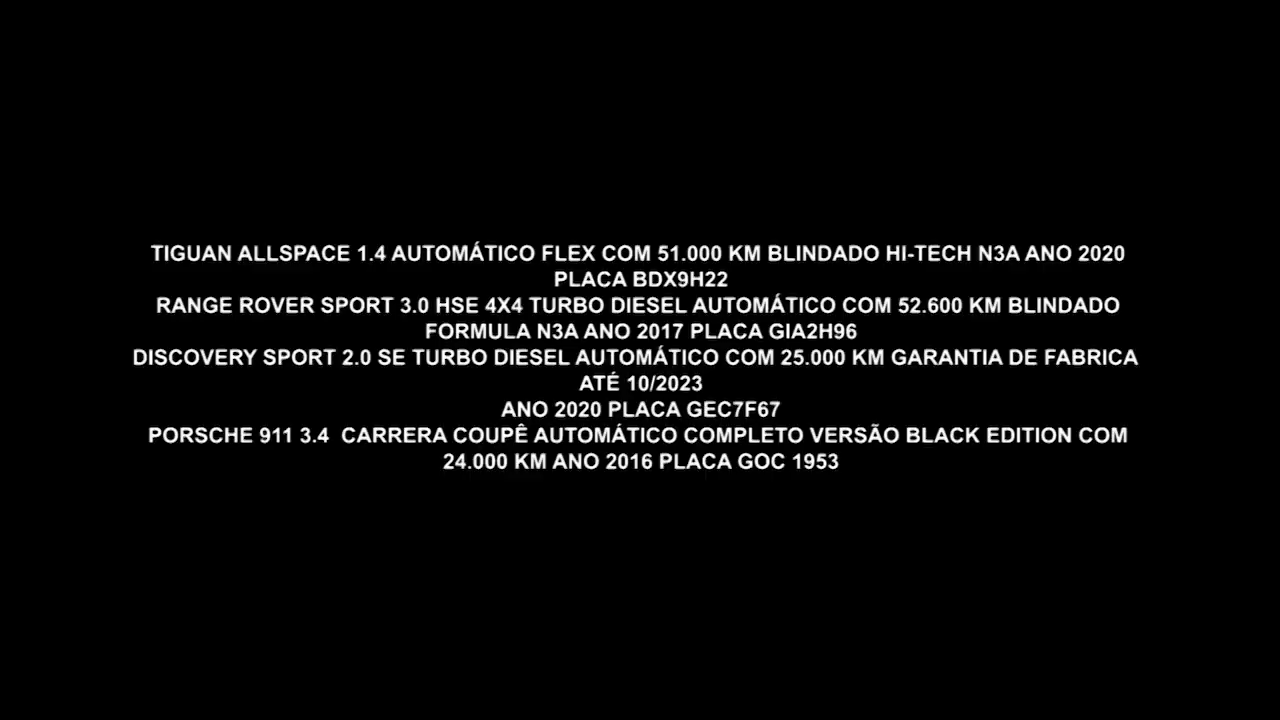 TIGUAN ALLSPACE 1.4 AUTOMÁTICO FLEX COM 51.000 KM BLINDADO HI-TECH N3A ANO 2020
PLACA BDX9H22
RANGE ROVER SPORT 3.0 HSE 4X4 TURBO DIESEL AUTOMÁTICO COM 52.600 KM BLINDADO
FORMULA N3A ANO 2017 PLACA GIA2H96
DISCOVERY SPORT 2.0 SE TURBO DIESEL AUTOMÁTICO COM 25.000 KM GARANTIA DE FABRICA
ATÉ 10/2023
ANO 2020 PLACA GEC7F67
PORSCHE 911 3.4  CARRERA COUPÊ AUTOMÁTICO COMPLETO VERSÃO BLACK EDITION COM
24.000 KM ANO 2016 PLACA GOC 1953